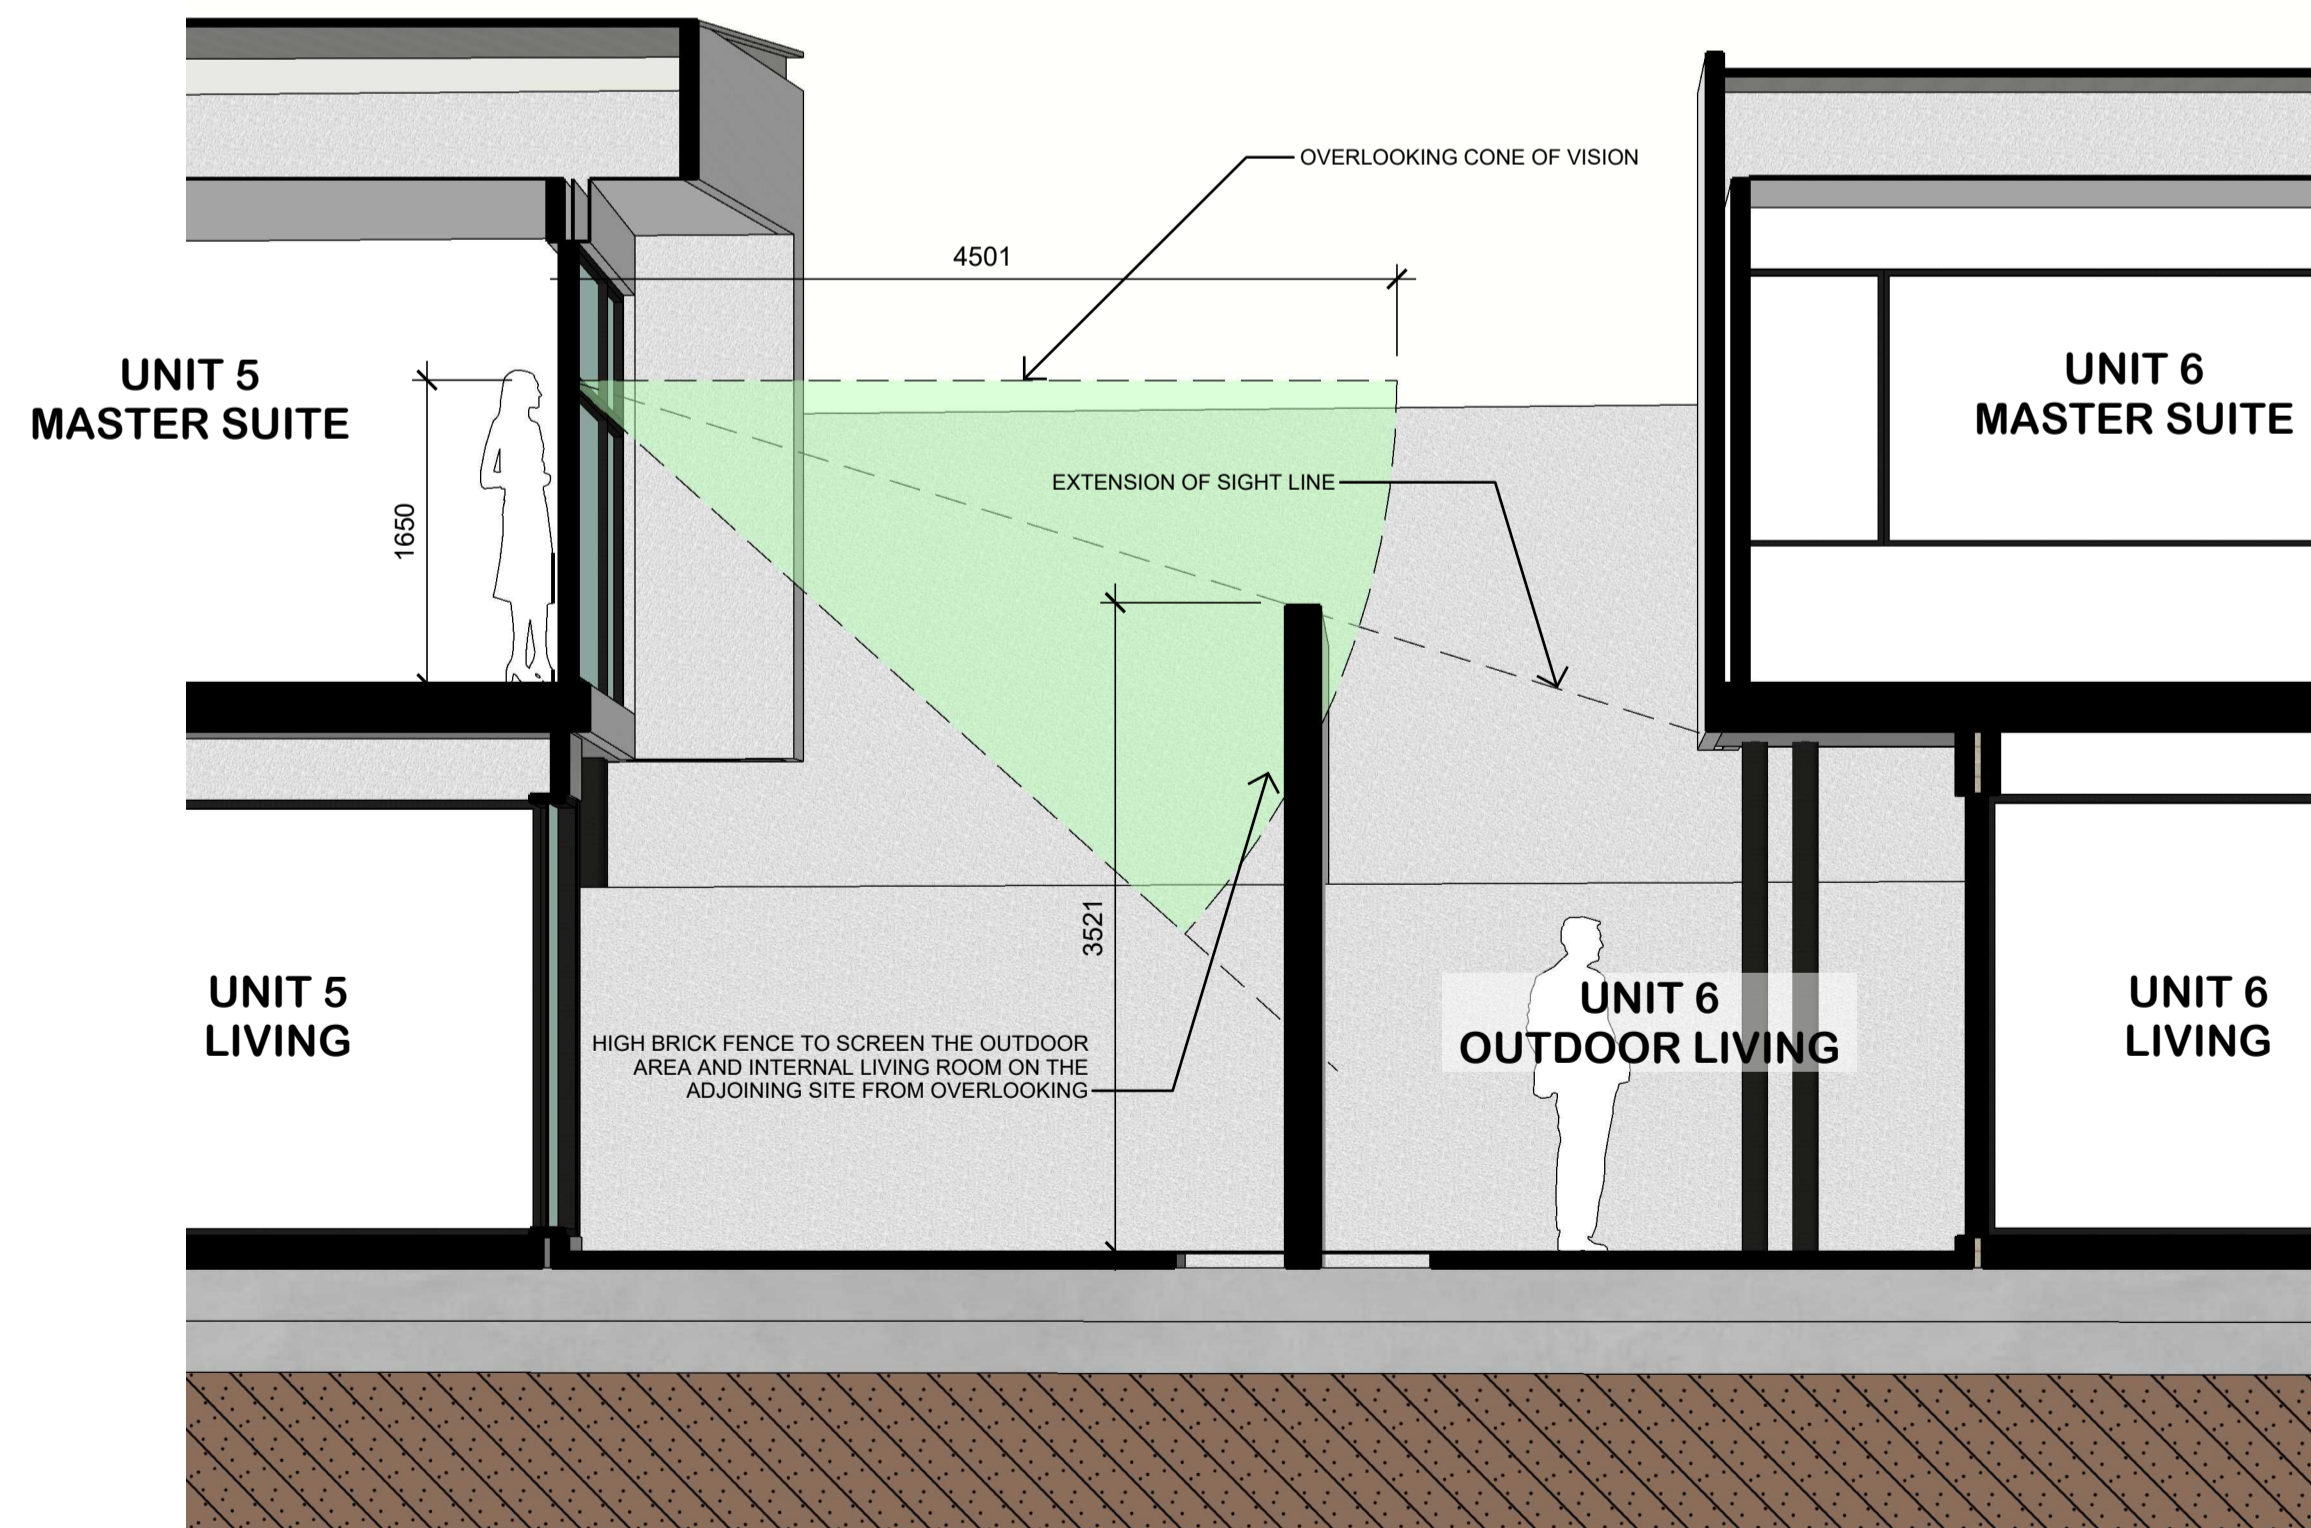 OVERLOOKING CONE OF VISION
4501
UNIT 5
MASTER SUITE
UNIT 6
MASTER SUITE
EXTENSION OF SIGHT LINE
1650
3521
UNIT 5
LIVING
HIGH BRICK FENCE TO SCREEN THE OUTDOOR
AREA AND INTERNAL LIVING ROOM ON THE
ADJOINING SITE FROM OVERLOOKING
UNIT 6
OUTDOOR LIVING
UNIT 6
LIVING